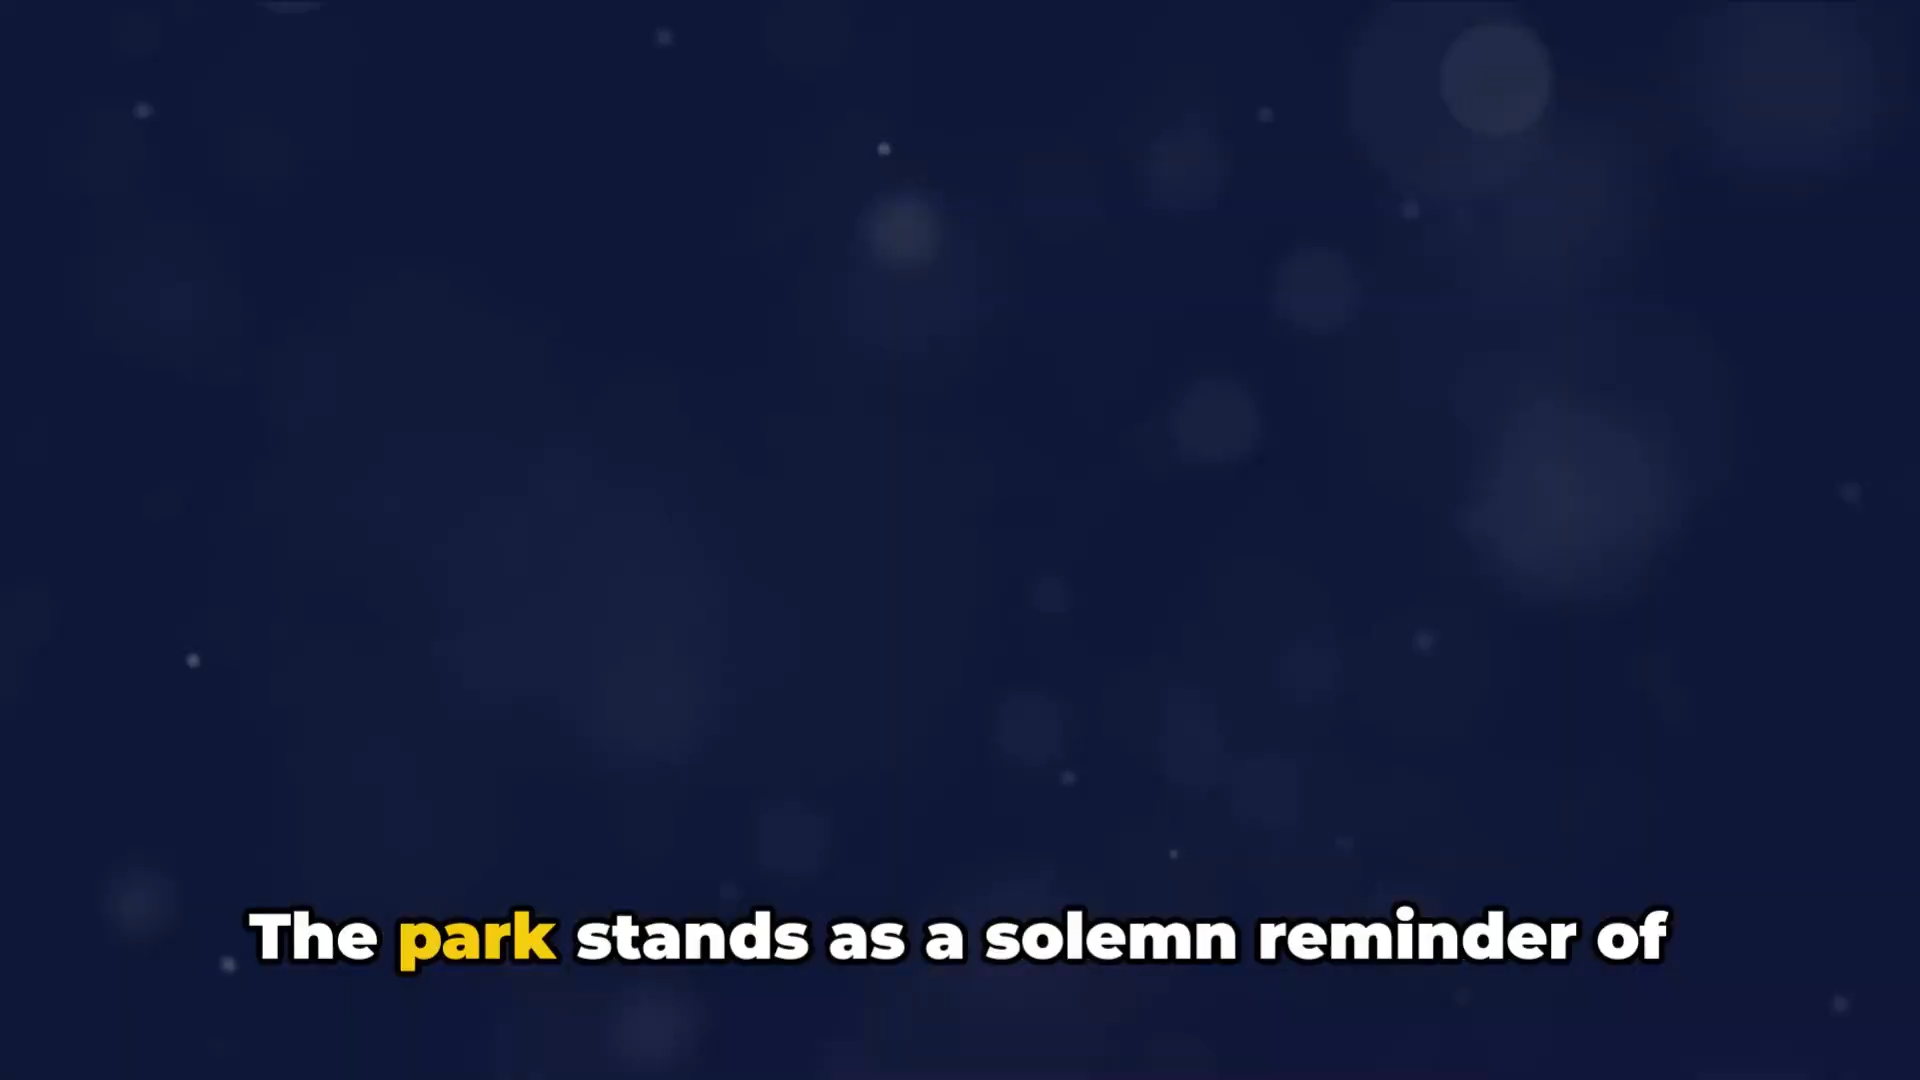 The park stands as a solemn reminder of